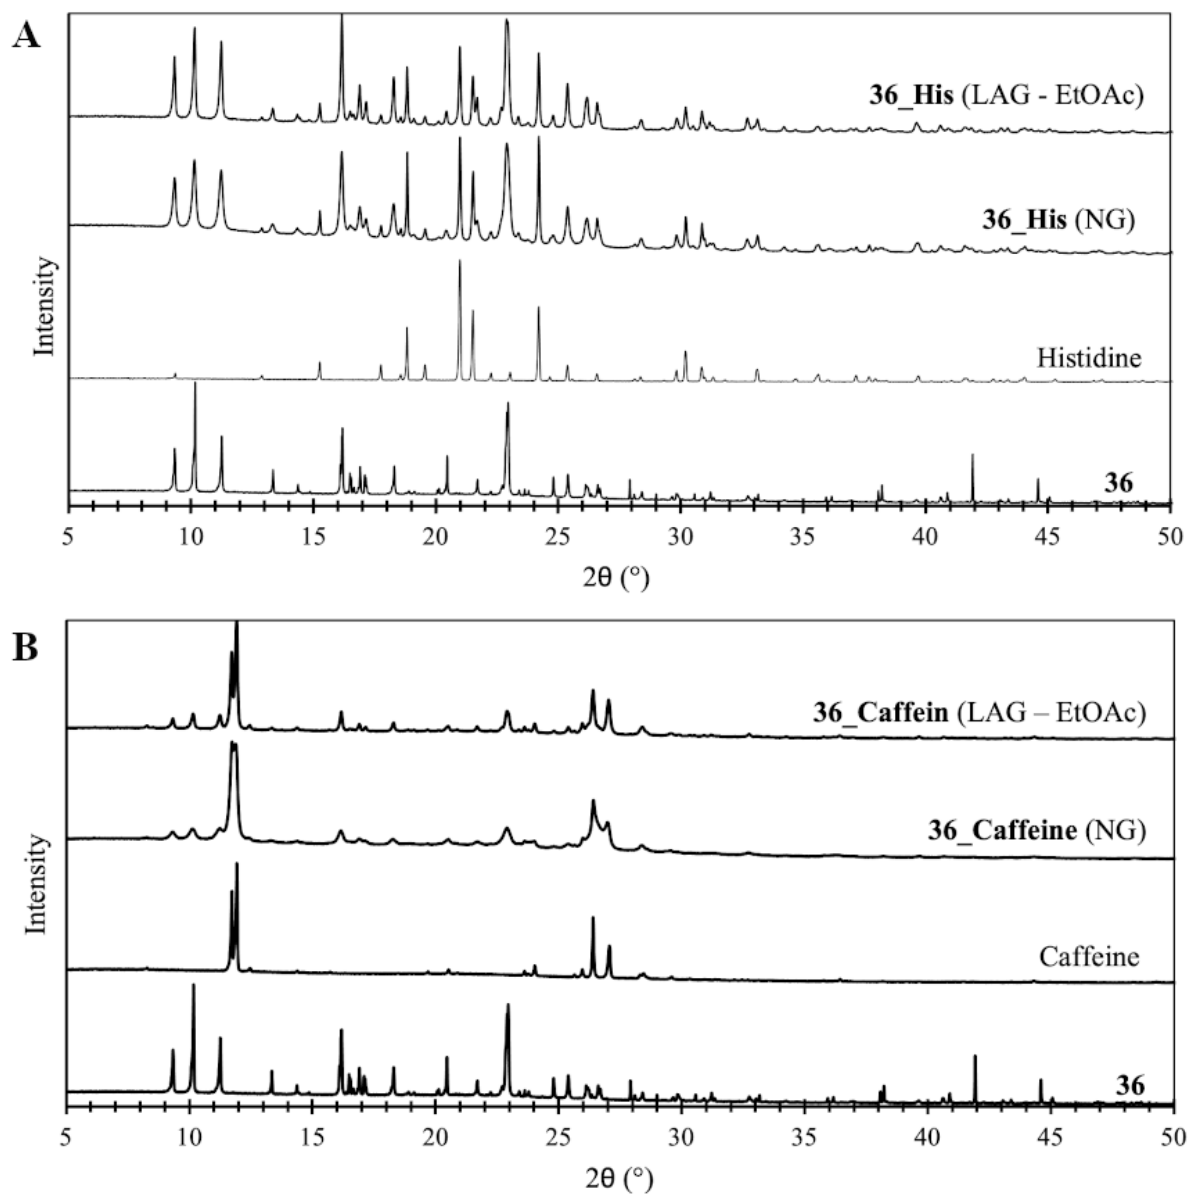 A
36_His (LAG - EtOAc)
36_His (NG)
Histidine
36
Intensity
5 10 15 20 25 30 35 40 45 50
2θ (°)
B
36_Caffein (LAG – EtOAc)
36_Caffeine (NG)
Caffeine
36
Intensity
5 10 15 20 25 30 35 40 45 50
2θ (°)